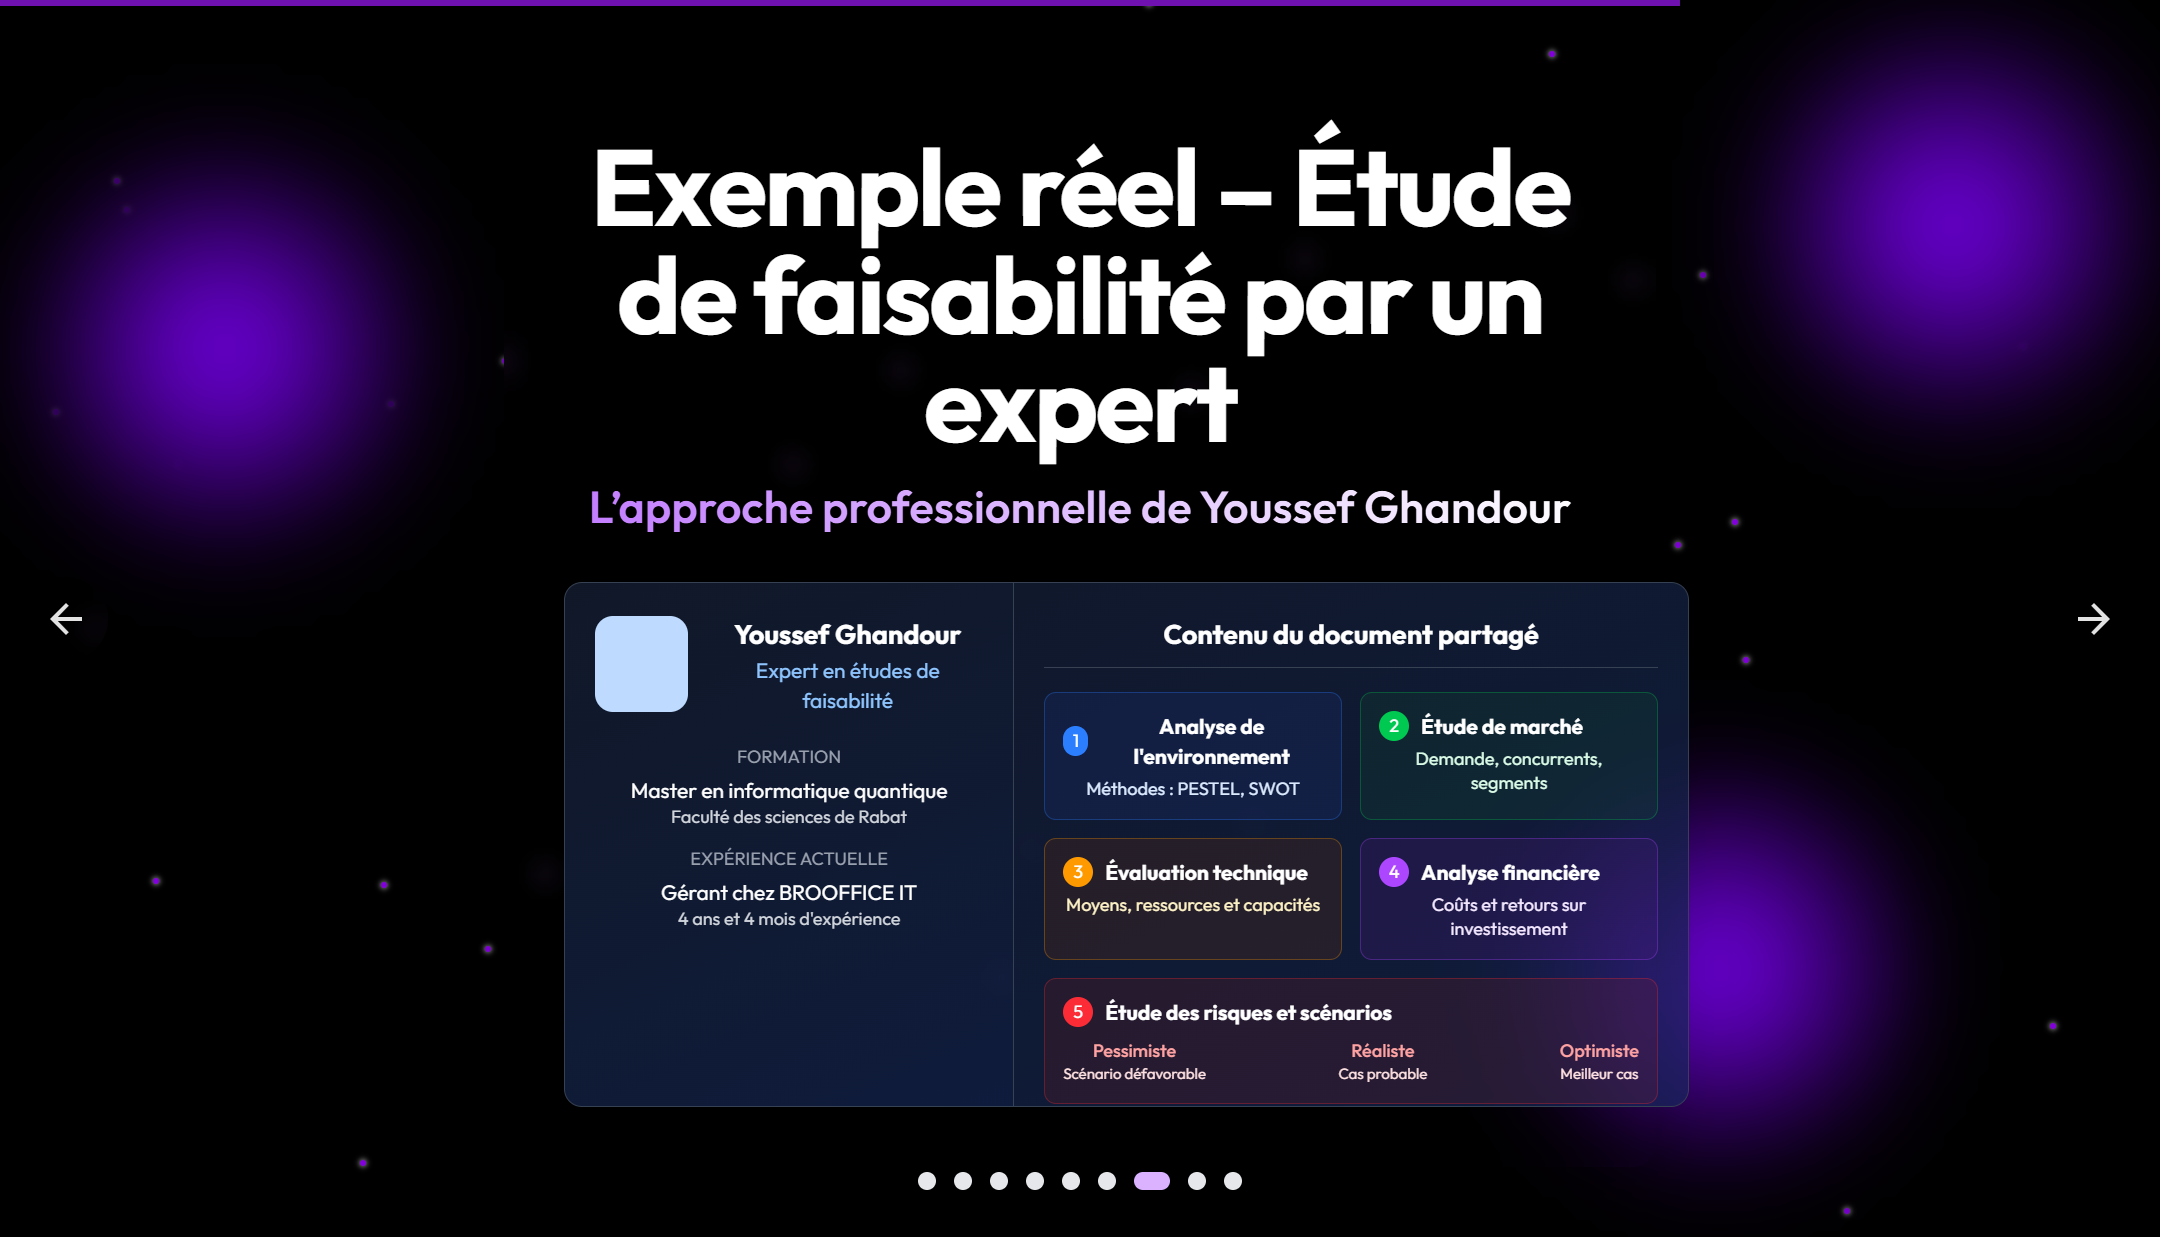 Exemple réel – Étude
de faisabilité par un
expert
L’approche professionnelle de Youssef Ghandour
Youssef Ghandour
Expert en études de
faisabilité
FORMATION
Master en informatique quantique
Faculté des sciences de Rabat
EXPÉRIENCE ACTUELLE
Gérant chez BROOFFICE IT
4 ans et 4 mois d'expérience
Contenu du document partagé
1
Analyse de
l'environnement
Méthodes : PESTEL, SWOT
2 Étude de marché
Demande, concurrents,
segments
3 Évaluation technique
Moyens, ressources et capacités
4 Analyse financière
Coûts et retours sur
investissement
5 Étude des risques et scénarios
Pessimiste
Scénario défavorable
Réaliste
Cas probable
Optimiste
Meilleur cas